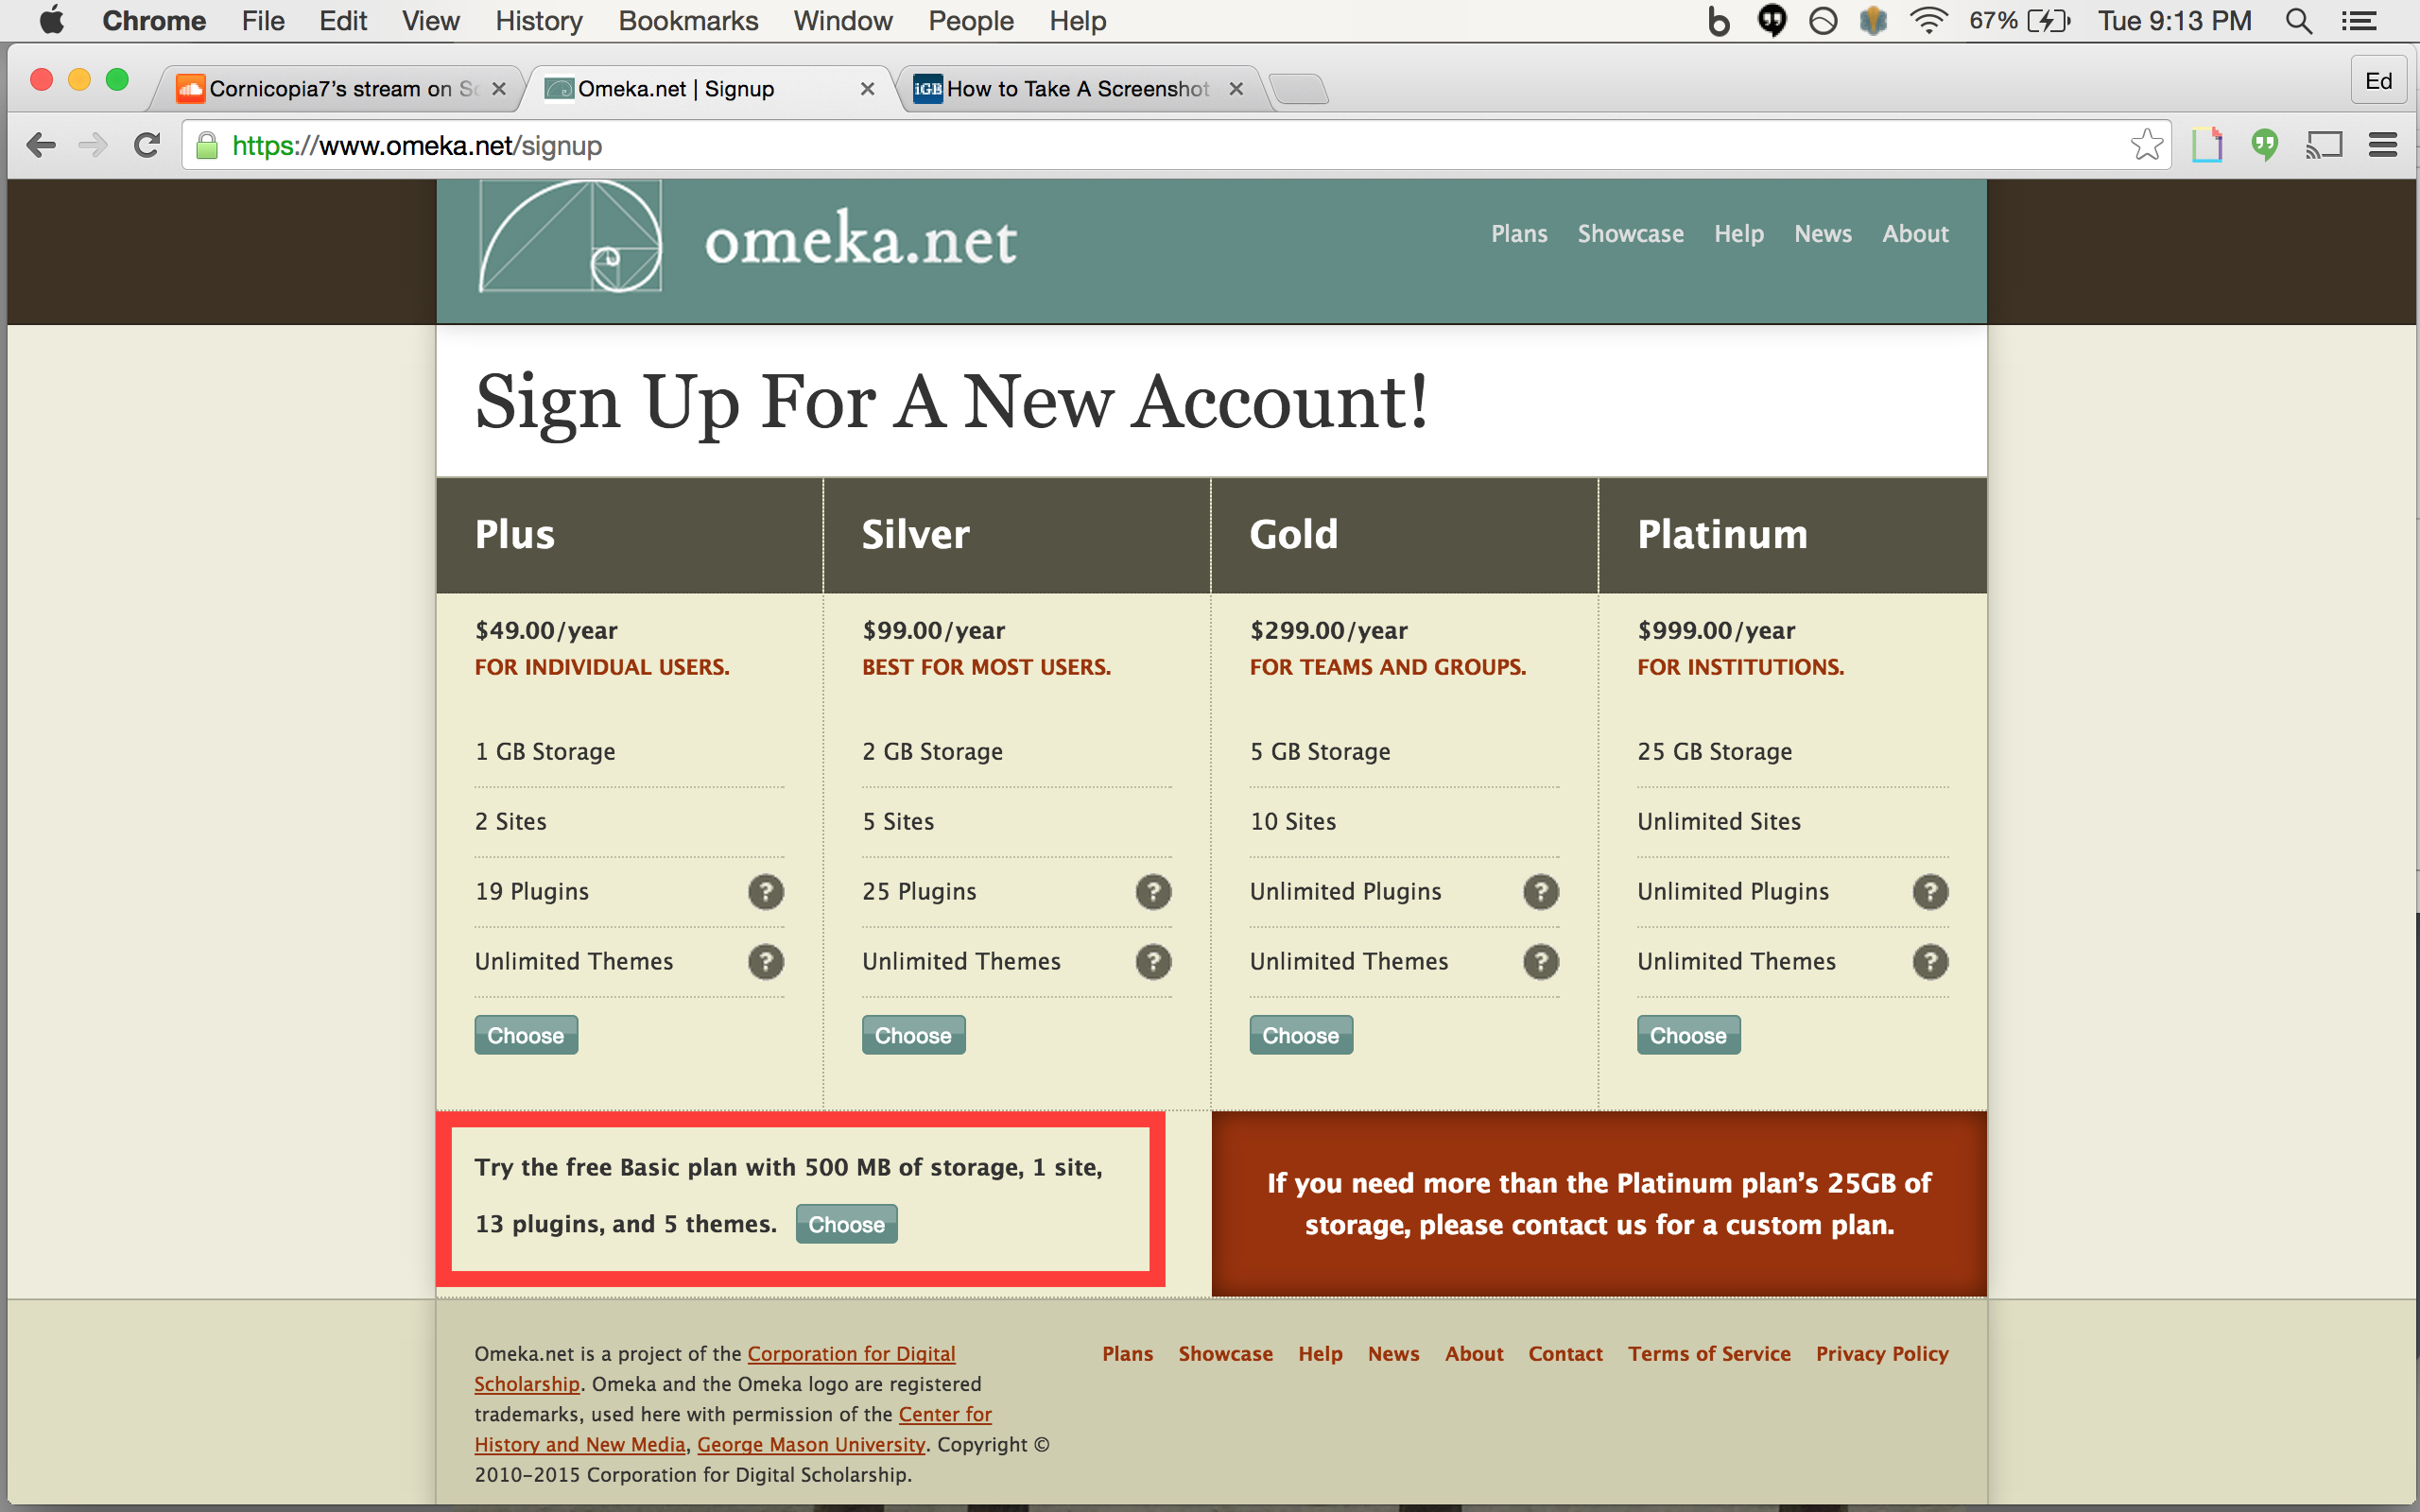 Chrome File Edit View History Bookmarks Window People Help 67% Tue 9:13 PM
Cornicopia7's stream on Omeka.net | Signup How to Take A Screenshot Ed
https://www.omeka.net/signup
omeka.net Plans Showcase Help News About
Sign Up For A New Account!
Plus Silver Gold Platinum
$49.00/year $99.00/year $299.00/year $999.00/year
FOR INDIVIDUAL USERS. BEST FOR MOST USERS. FOR TEAMS AND GROUPS. FOR INSTITUTIONS.
1 GB Storage 2 GB Storage 5 GB Storage 25 GB Storage
2 Sites 5 Sites 10 Sites Unlimited Sites
19 Plugins ? 25 Plugins ? Unlimited Plugins ? Unlimited Plugins ?
Unlimited Themes ? Unlimited Themes ? Unlimited Themes ? Unlimited Themes ?
Choose Choose Choose Choose
Try the free Basic plan with 500 MB of storage, 1 site,
13 plugins, and 5 themes. Choose
If you need more than the Platinum plan's 25GB of
storage, please contact us for a custom plan.
Omeka.net is a project of the Corporation for Digital
Scholarship. Omeka and the Omeka logo are registered
trademarks, used here with permission of the Center for
History and New Media, George Mason University. Copyright ©
2010-2015 Corporation for Digital Scholarship.
Plans Showcase Help News About Contact Terms of Service Privacy Policy